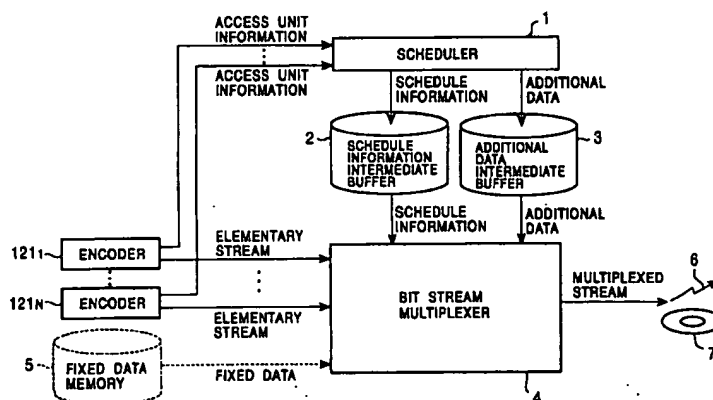 ACCESS UNIT
INFORMATION
ACCESS UNIT
INFORMATION
1
SCHEDULER
SCHEDULE
INFORMATION
ADDITIONAL
DATA
2
SCHEDULE
INFORMATION
INTERMEDIATE
BUFFER
ADDITIONAL
DATA
INTERMEDIATE
BUFFER
3
SCHEDULE
INFORMATION
ADDITIONAL
DATA
121₁
ENCODER
ELEMENTARY
STREAM
121N
ENCODER
ELEMENTARY
STREAM
BIT STREAM
MULTIPLEXER
MULTIPLEXED
STREAM
6
7
5
FIXED DATA
MEMORY
FIXED DATA
4